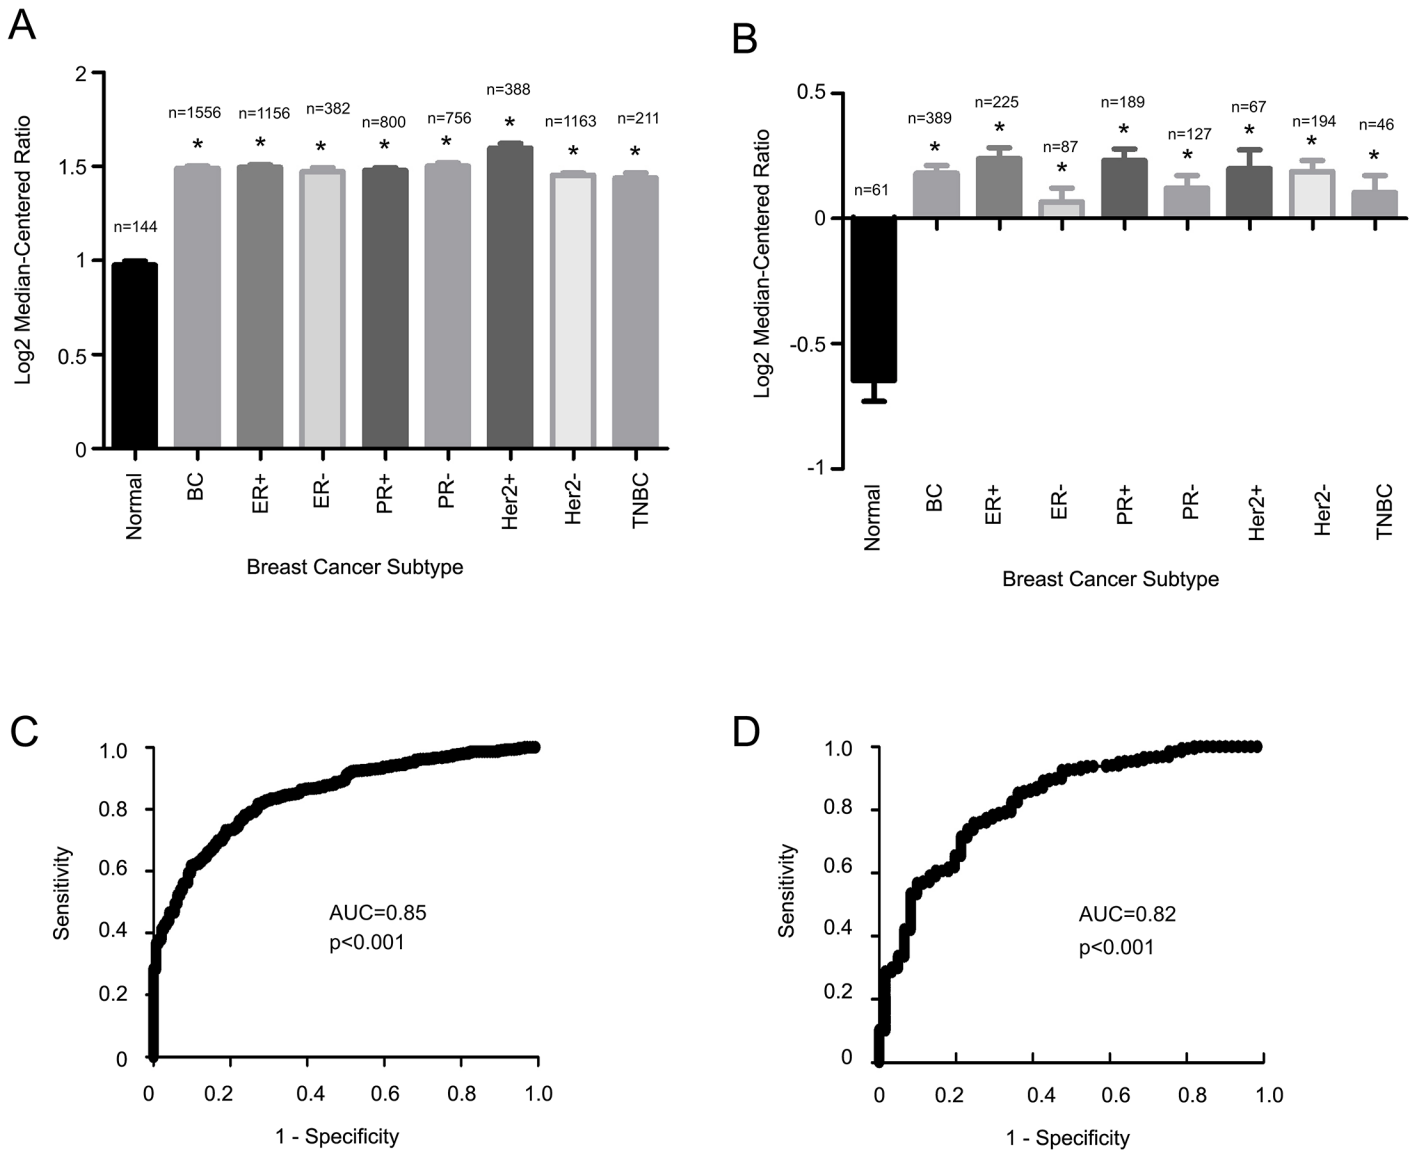 A
Log2 Median-Centered Ratio
2
1.5
1
0.5
0
n=144
n=1556
*
n=1156
*
n=382
*
n=800
*
n=756
*
n=388
*
n=1163
*
n=211
*
Normal
BC
ER+
ER-
PR+
PR-
Her2+
Her2-
TNBC
Breast Cancer Subtype
B
Log2 Median-Centered Ratio
0.5
0
-0.5
-1
n=61
n=389
*
n=225
*
n=87
*
n=189
*
n=127
*
n=67
*
n=194
*
n=46
*
Normal
BC
ER+
ER-
PR+
PR-
Her2+
Her2-
TNBC
Breast Cancer Subtype
C
Sensitivity
1.0
0.8
0.6
0.4
0.2
0
AUC=0.85
p<0.001
0 0.2 0.4 0.6 0.8 1.0
1 - Specificity
D
Sensitivity
1.0
0.8
0.6
0.4
0.2
0
AUC=0.82
p<0.001
0 0.2 0.4 0.6 0.8 1.0
1 - Specificity